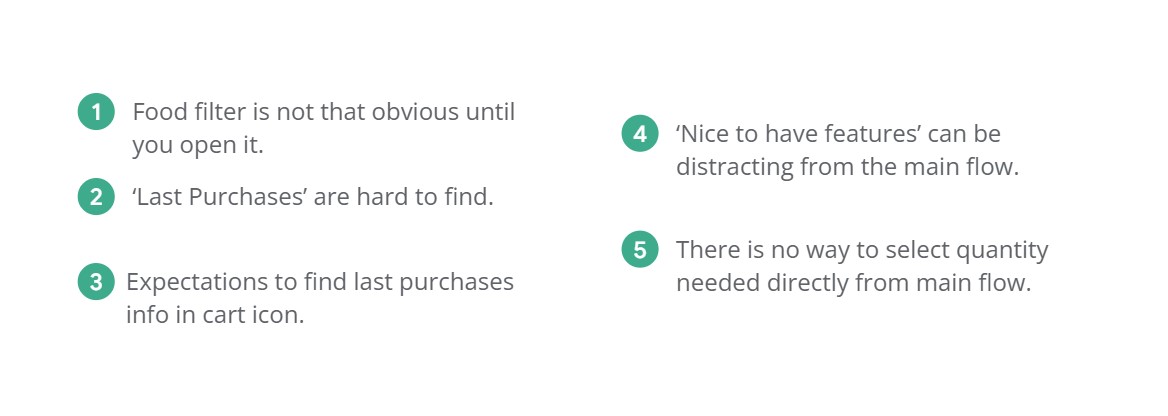 1 Food filter is not that obvious until
you open it.
2 ‘Last Purchases’ are hard to find.
3 Expectations to find last purchases
info in cart icon.
4 ‘Nice to have features’ can be
distracting from the main flow.
5 There is no way to select quantity
needed directly from main flow.